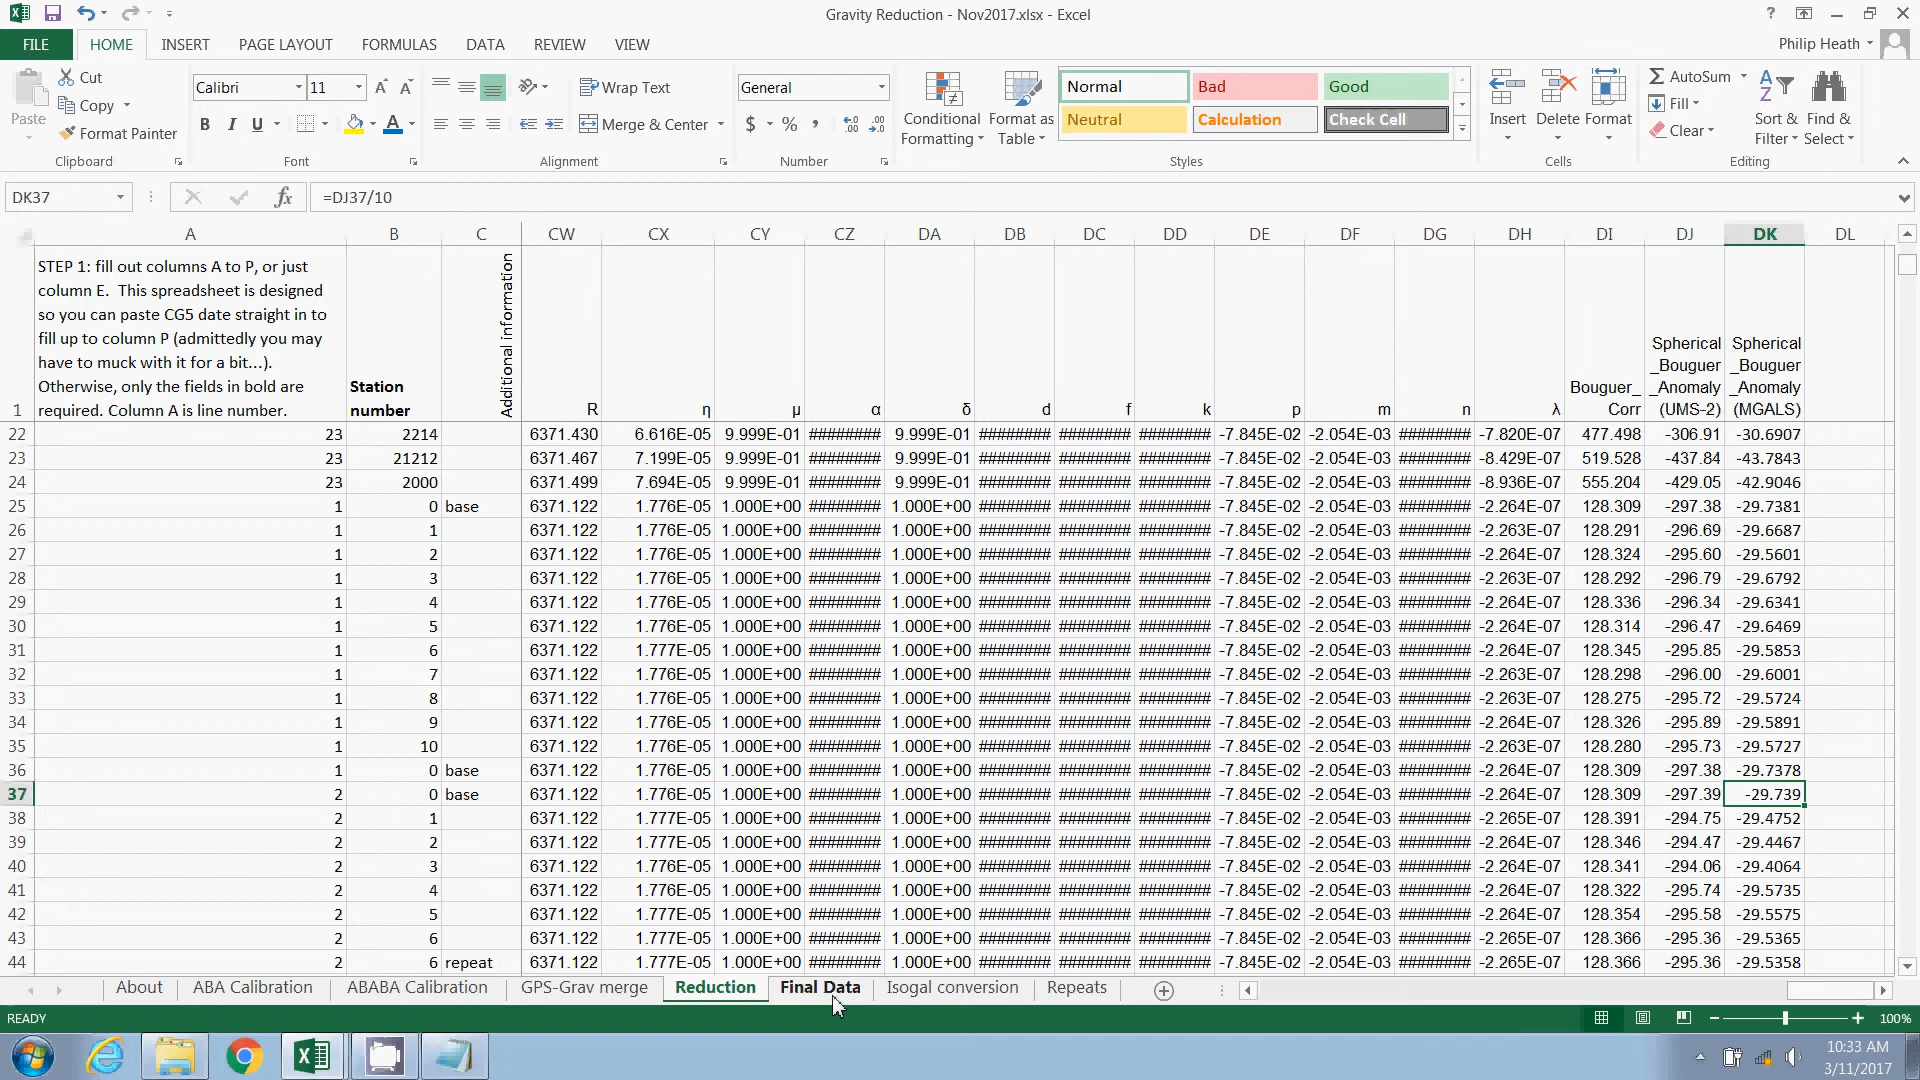 Gravity Reduction - Nov2017.xlsx - Excel
?
FILE HOME INSERT PAGE LAYOUT FORMULAS DATA REVIEW VIEW Philip Heath
Paste Cut Copy Format Painter Clipboard
Calibri 11 A A B I U A Font
Wrap Text Merge & Center Alignment
General $ % , Number
Conditional Formatting Format as Table
Normal Bad Good
Neutral Calculation Check Cell
Styles
Insert Delete Format Cells
AutoSum Fill Clear Sort & Filter Find & Select Editing
DK37 fx =DJ37/10
A B C CW CX CY CZ DA DB DC DD DE DF DG DH DI DJ DK DL
STEP 1: fill out columns A to P, or just
column E. This spreadsheet is designed
so you can paste CG5 date straight in to
fill up to column P (admittedly you may
have to muck with it for a bit...).
Otherwise, only the fields in bold are
required. Column A is line number.
Station
number
Additional information
R η μ α δ d f k p m n λ
Bouguer_
Corr
Spherical
_Bouguer
_Anomaly
(UMS-2)
Spherical
_Bouguer
_Anomaly
(MGALS)
1
22 23 2214 6371.430 6.616E-05 9.999E-01 ######## 9.999E-01 ######## ######## ######## -7.845E-02 -2.054E-03 ######## -7.820E-07 477.498 -306.91 -30.6907
23 23 21212 6371.467 7.199E-05 9.999E-01 ######## 9.999E-01 ######## ######## ######## -7.845E-02 -2.054E-03 ######## -8.429E-07 519.528 -437.84 -43.7843
24 23 2000 6371.499 7.694E-05 9.999E-01 ######## 9.999E-01 ######## ######## ######## -7.845E-02 -2.054E-03 ######## -8.936E-07 555.204 -429.05 -42.9046
25 1 0 base 6371.122 1.776E-05 1.000E+00 ######## 1.000E+00 ######## ######## ######## -7.845E-02 -2.054E-03 ######## -2.264E-07 128.309 -297.38 -29.7381
26 1 1 6371.122 1.776E-05 1.000E+00 ######## 1.000E+00 ######## ######## ######## -7.845E-02 -2.054E-03 ######## -2.263E-07 128.291 -296.69 -29.6687
27 1 2 6371.122 1.776E-05 1.000E+00 ######## 1.000E+00 ######## ######## ######## -7.845E-02 -2.054E-03 ######## -2.264E-07 128.324 -295.60 -29.5601
28 1 3 6371.122 1.776E-05 1.000E+00 ######## 1.000E+00 ######## ######## ######## -7.845E-02 -2.054E-03 ######## -2.263E-07 128.292 -296.79 -29.6792
29 1 4 6371.122 1.776E-05 1.000E+00 ######## 1.000E+00 ######## ######## ######## -7.845E-02 -2.054E-03 ######## -2.264E-07 128.336 -296.34 -29.6341
30 1 5 6371.122 1.776E-05 1.000E+00 ######## 1.000E+00 ######## ######## ######## -7.845E-02 -2.054E-03 ######## -2.264E-07 128.314 -296.47 -29.6469
31 1 6 6371.122 1.777E-05 1.000E+00 ######## 1.000E+00 ######## ######## ######## -7.845E-02 -2.054E-03 ######## -2.264E-07 128.345 -295.85 -29.5853
32 1 7 6371.122 1.776E-05 1.000E+00 ######## 1.000E+00 ######## ######## ######## -7.845E-02 -2.054E-03 ######## -2.263E-07 128.298 -296.00 -29.6001
33 1 8 6371.122 1.776E-05 1.000E+00 ######## 1.000E+00 ######## ######## ######## -7.845E-02 -2.054E-03 ######## -2.263E-07 128.275 -295.72 -29.5724
34 1 9 6371.122 1.776E-05 1.000E+00 ######## 1.000E+00 ######## ######## ######## -7.845E-02 -2.054E-03 ######## -2.264E-07 128.326 -295.89 -29.5891
35 1 10 6371.122 1.776E-05 1.000E+00 ######## 1.000E+00 ######## ######## ######## -7.845E-02 -2.054E-03 ######## -2.263E-07 128.280 -295.73 -29.5727
36 1 0 base 6371.122 1.776E-05 1.000E+00 ######## 1.000E+00 ######## ######## ######## -7.845E-02 -2.054E-03 ######## -2.264E-07 128.309 -297.38 -29.7378
37 2 0 base 6371.122 1.776E-05 1.000E+00 ######## 1.000E+00 ######## ######## ######## -7.845E-02 -2.054E-03 ######## -2.264E-07 128.309 -297.39 -29.739
38 2 1 6371.122 1.777E-05 1.000E+00 ######## 1.000E+00 ######## ######## ######## -7.845E-02 -2.054E-03 ######## -2.265E-07 128.391 -294.75 -29.4752
39 2 2 6371.122 1.777E-05 1.000E+00 ######## 1.000E+00 ######## ######## ######## -7.845E-02 -2.054E-03 ######## -2.264E-07 128.346 -294.47 -29.4467
40 2 3 6371.122 1.776E-05 1.000E+00 ######## 1.000E+00 ######## ######## ######## -7.845E-02 -2.054E-03 ######## -2.264E-07 128.341 -294.06 -29.4064
41 2 4 6371.122 1.776E-05 1.000E+00 ######## 1.000E+00 ######## ######## ######## -7.845E-02 -2.054E-03 ######## -2.264E-07 128.322 -295.74 -29.5735
42 2 5 6371.122 1.777E-05 1.000E+00 ######## 1.000E+00 ######## ######## ######## -7.845E-02 -2.054E-03 ######## -2.264E-07 128.354 -295.58 -29.5575
43 2 6 6371.122 1.777E-05 1.000E+00 ######## 1.000E+00 ######## ######## ######## -7.845E-02 -2.054E-03 ######## -2.265E-07 128.366 -295.36 -29.5365
44 2 6 repeat 6371.122 1.777E-05 1.000E+00 ######## 1.000E+00 ######## ######## ######## -7.845E-02 -2.054E-03 ######## -2.265E-07 128.366 -295.36 -29.5358
About ABA Calibration ABABA Calibration GPS-Grav merge Reduction Final Data Isogal conversion Repeats
READY 100%
10:33 AM
3/11/2017